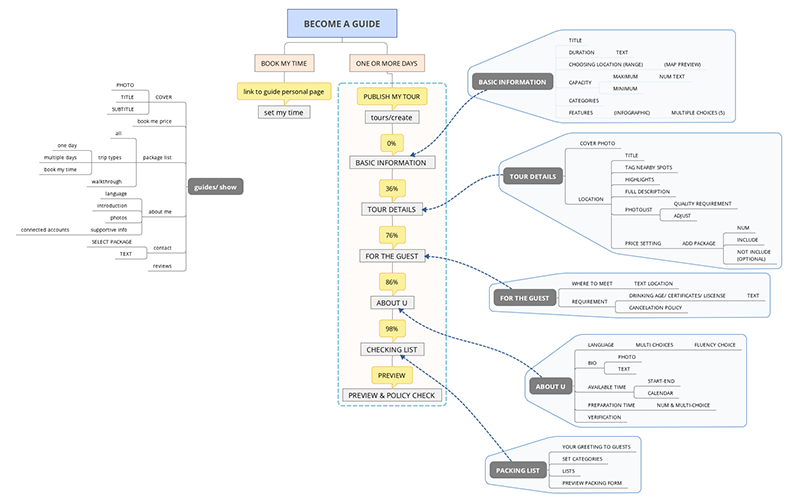 BECOME A GUIDE
BOOK MY TIME
ONE OR MORE DAYS
link to guide personal page
set my time
PUBLISH MY TOUR
tours/create
0%
BASIC INFORMATION
36%
TOUR DETAILS
76%
FOR THE GUEST
86%
ABOUT U
98%
CHECKING LIST
PREVIEW
PREVIEW & POLICY CHECK
guides/ show
PHOTO
TITLE
SUBTITLE
COVER
book me price
all
one day
multiple days
book my time
trip types
walkthrough
package list
language
introduction
photos
connected accounts
supportive info
about me
SELECT PACKAGE
TEXT
contact
reviews
BASIC INFORMATION
TITLE
DURATION
TEXT
CHOOSING LOCATION (RANGE)
(MAP PREVIEW)
CAPACITY
MAXIMUM
NUM TEXT
MINIMUM
CATEGORIES
FEATURES
(INFOGRAPHIC)
MULTIPLE CHOICES (5)
TOUR DETAILS
COVER PHOTO
LOCATION
TITLE
TAG NEARBY SPOTS
HIGHLIGHTS
FULL DESCRIPTION
PHOTOLIST
QUALITY REQUIREMENT
ADJUST
PRICE SETTING
ADD PACKAGE
NUM
INCLUDE
NOT INCLUDE
(OPTIONAL)
FOR THE GUEST
WHERE TO MEET
TEXT LOCATION
REQUIREMENT
DRINKING AGE/ CERTIFICATES/ LISCENSE
TEXT
CANCELATION POLICY
ABOUT U
LANGUAGE
MULTI CHOICES
FLUENCY CHOICE
BIO
PHOTO
TEXT
AVAILABLE TIME
START-END
CALENDAR
PREPARATION TIME
NUM & MULTI-CHOICE
VERIFICATION
PACKING LIST
YOUR GREETING TO GUESTS
SET CATEGORIES
LISTS
PREVIEW PACKING FORM